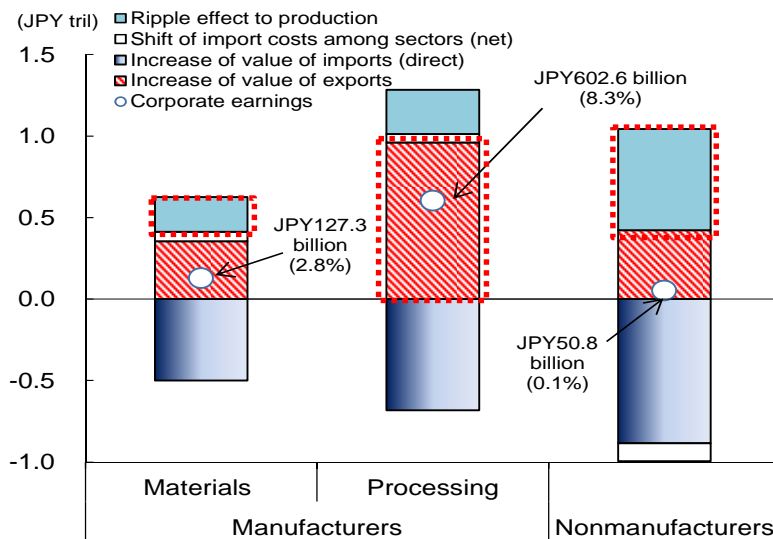 (JPY tril)
Ripple effect to production
Shift of import costs among sectors (net)
Increase of value of imports (direct)
Increase of value of exports
Corporate earnings
1.5
1.0
0.5
0.0
-0.5
-1.0
JPY602.6 billion
(8.3%)
JPY127.3
billion
(2.8%)
JPY50.8
billion
(0.1%)
Materials
Processing
Manufacturers
Nonmanufacturers